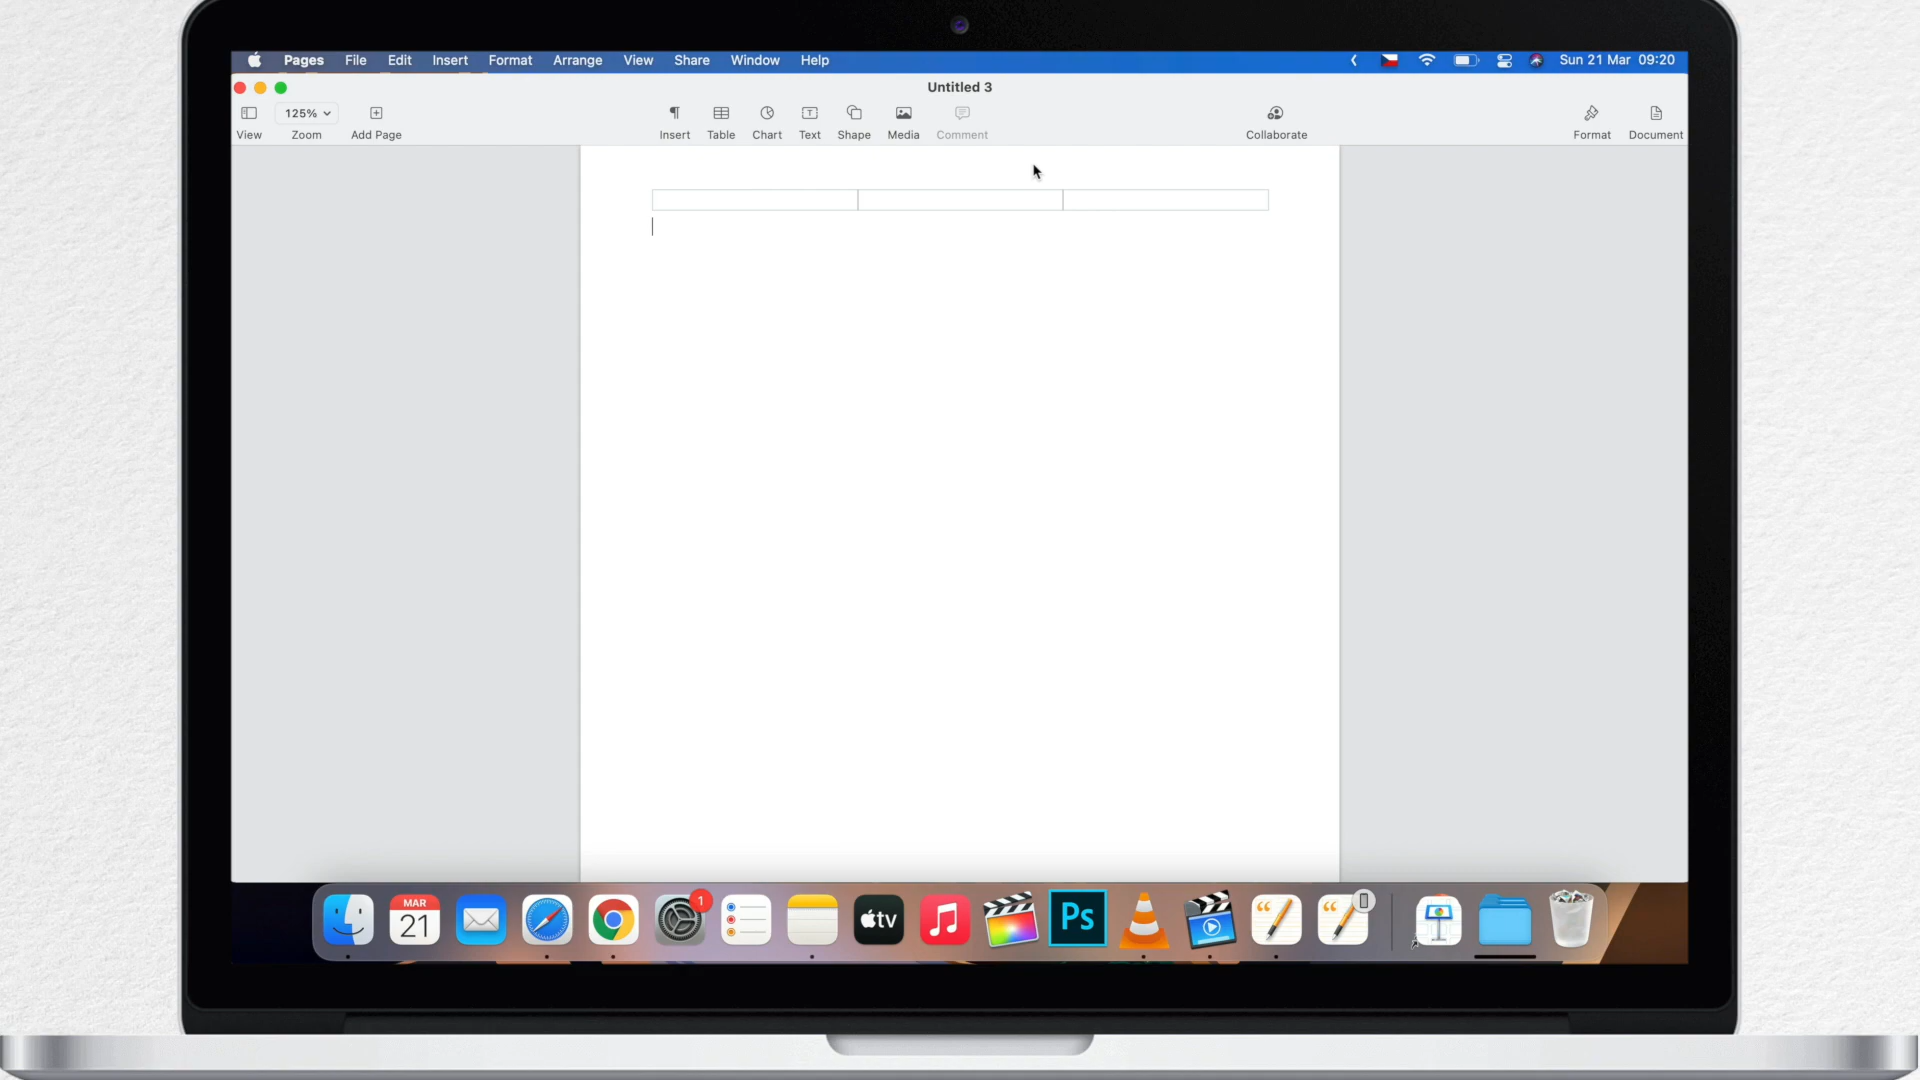 Pages File Edit Insert Format Arrange View Share Window Help Sun 21 Mar 09:20
Untitled 3
125%
View Zoom Add Page Insert Table Chart Text Shape Media Comment Collaborate Format Document
MAR
21
1
tv
Ps